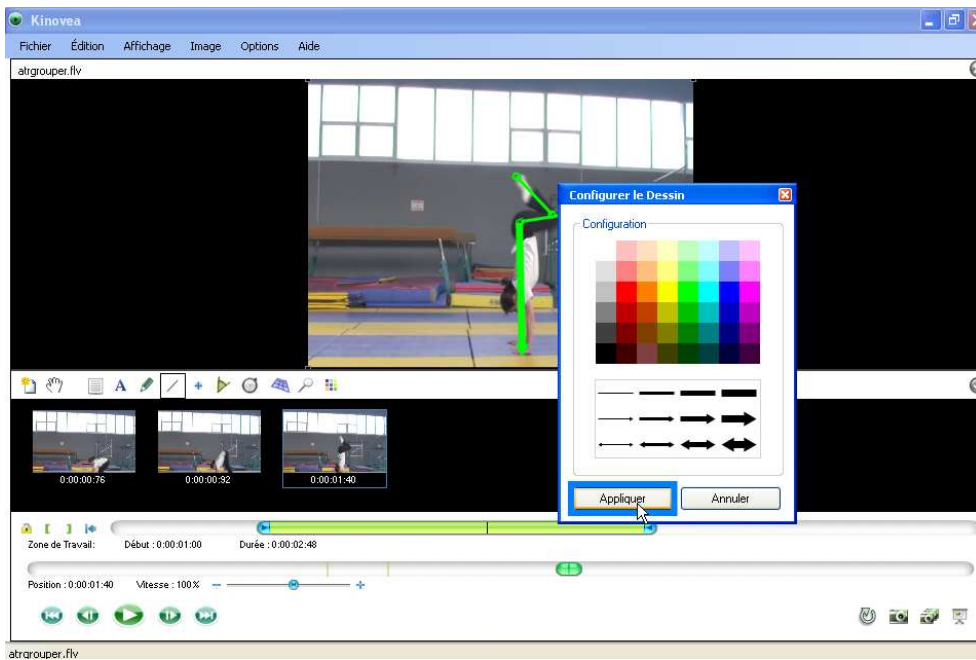 Kinovea
Fichier Édition Affichage Image Options Aide
atrgrouper.flv
Configurer le Dessin
Configuration
A
0:00:00:76 0:00:00:92 0:00:01:40
Appliquer Annuler
Zone de Travail: Début : 0:00:01:00 Durée : 0:00:02:48
Position : 0:00:01:40 Vitesse : 100%
atrgrouper.flv